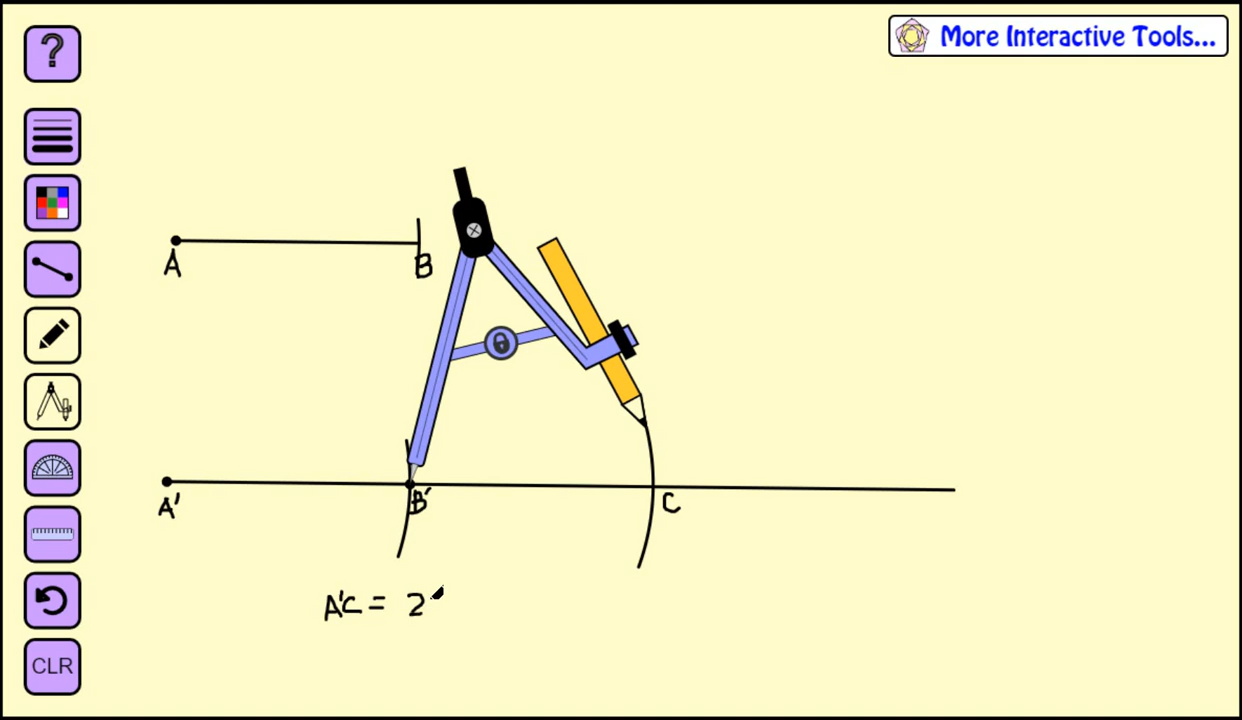 ?
More Interactive Tools...
A
B
A'
B'
C
A'C = 2
CLR